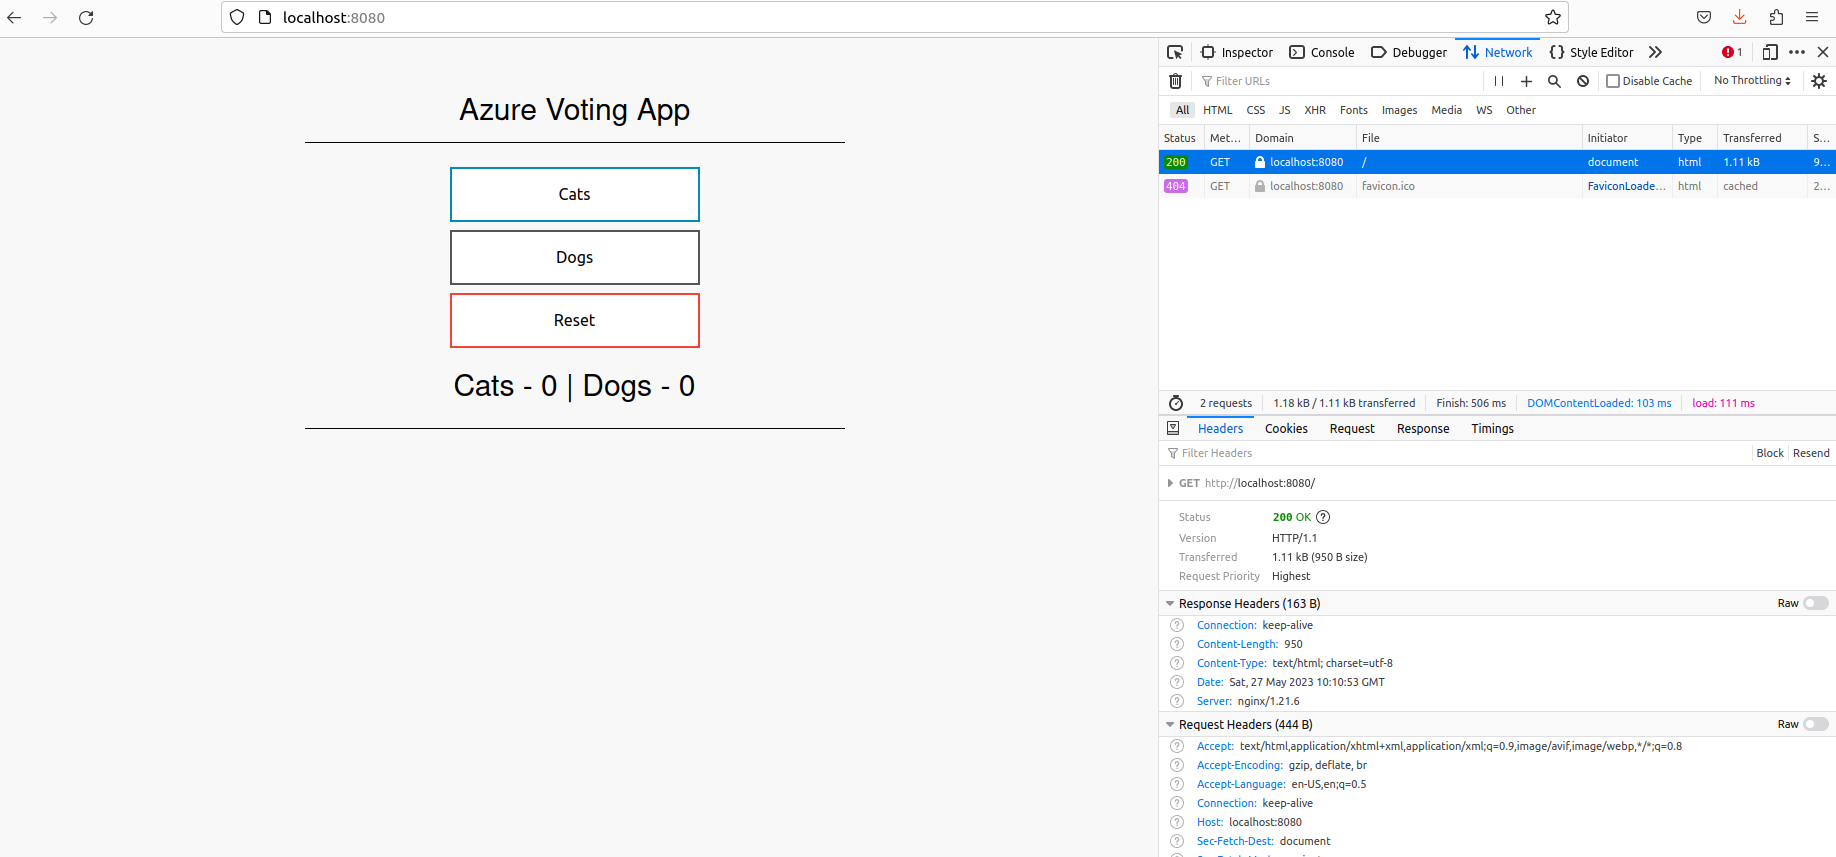 localhost:8080
Azure Voting App
Cats
Dogs
Reset
Cats - 0 | Dogs - 0
Inspector Console Debugger Network Style Editor 1
Filter URLs Disable Cache No Throttling
All HTML CSS JS XHR Fonts Images Media WS Other
Status Met... Domain File Initiator Type Transferred S...
200 GET localhost:8080 / document html 1.11 kB 9...
404 GET localhost:8080 favicon.ico FaviconLoade... html cached 2...
2 requests 1.18 kB / 1.11 kB transferred Finish: 506 ms DOMContentLoaded: 103 ms load: 111 ms
Headers Cookies Request Response Timings
Filter Headers Block Resend
GET http://localhost:8080/
Status 200 OK
Version HTTP/1.1
Transferred 1.11 kB (950 B size)
Request Priority Highest
Response Headers (163 B) Raw
Connection: keep-alive
Content-Length: 950
Content-Type: text/html; charset=utf-8
Date: Sat, 27 May 2023 10:10:53 GMT
Server: nginx/1.21.6
Request Headers (444 B) Raw
Accept: text/html,application/xhtml+xml,application/xml;q=0.9,image/avif,image/webp,*/*;q=0.8
Accept-Encoding: gzip, deflate, br
Accept-Language: en-US,en;q=0.5
Connection: keep-alive
Host: localhost:8080
Sec-Fetch-Dest: document